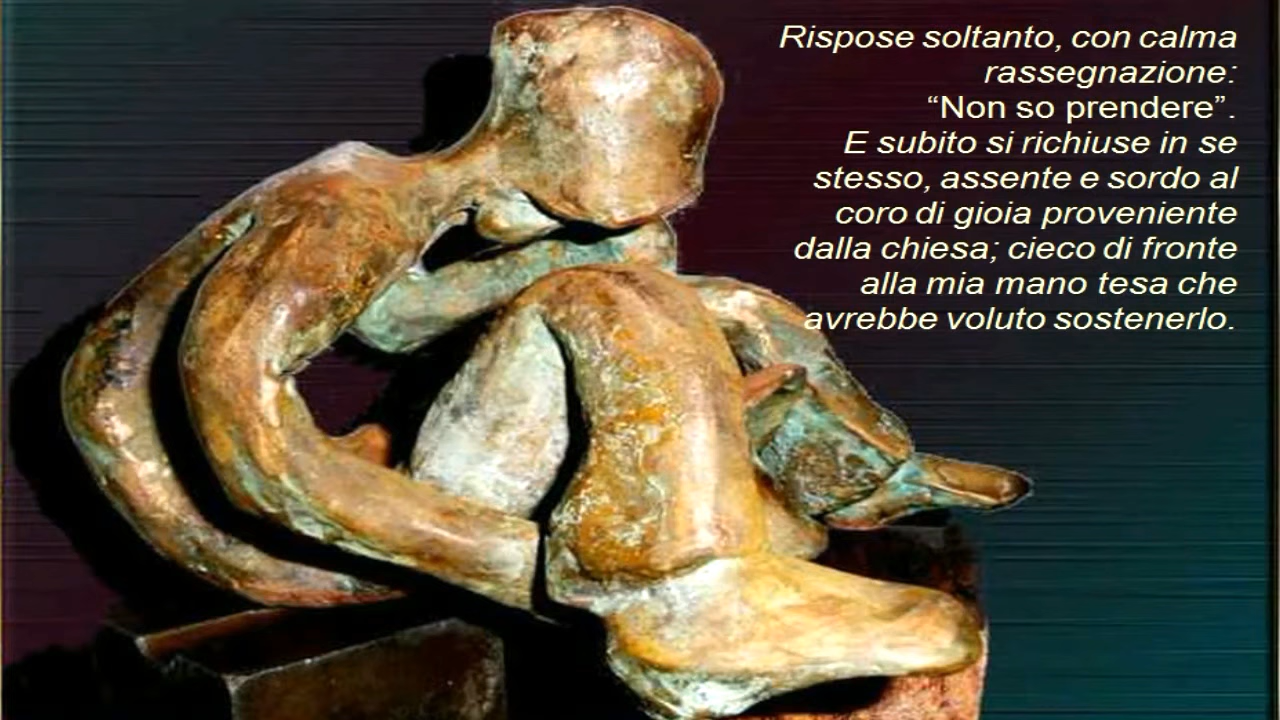 Rispose soltanto, con calma
rassegnazione:
“Non so prendere”.
E subito si richiuse in se
stesso, assente e sordo al
coro di gioia proveniente
dalla chiesa; cieco di fronte
alla mia mano tesa che
avrebbe voluto sostenerlo.